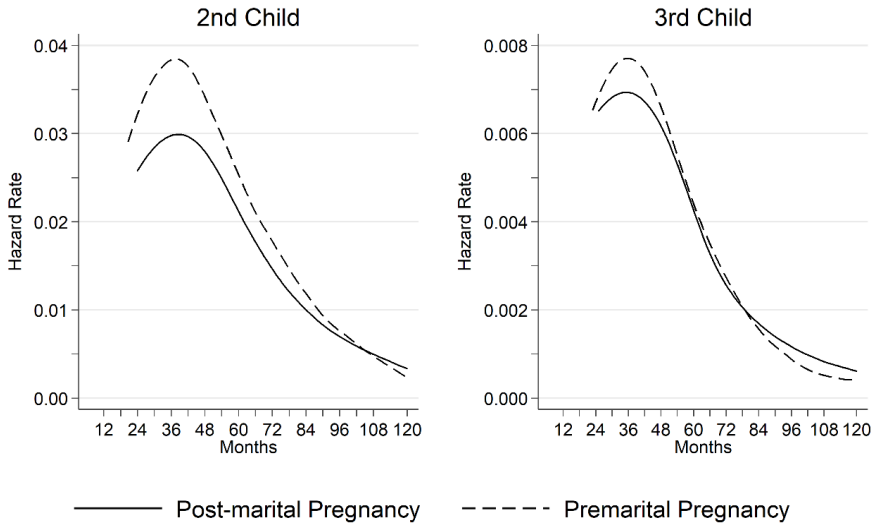 2nd Child
0.04
0.03
0.02
0.01
0.00
Hazard Rate
12 24 36 48 60 72 84 96 108 120
Months
3rd Child
0.008
0.006
0.004
0.002
0.000
Hazard Rate
12 24 36 48 60 72 84 96 108 120
Months
Post-marital Pregnancy Premarital Pregnancy